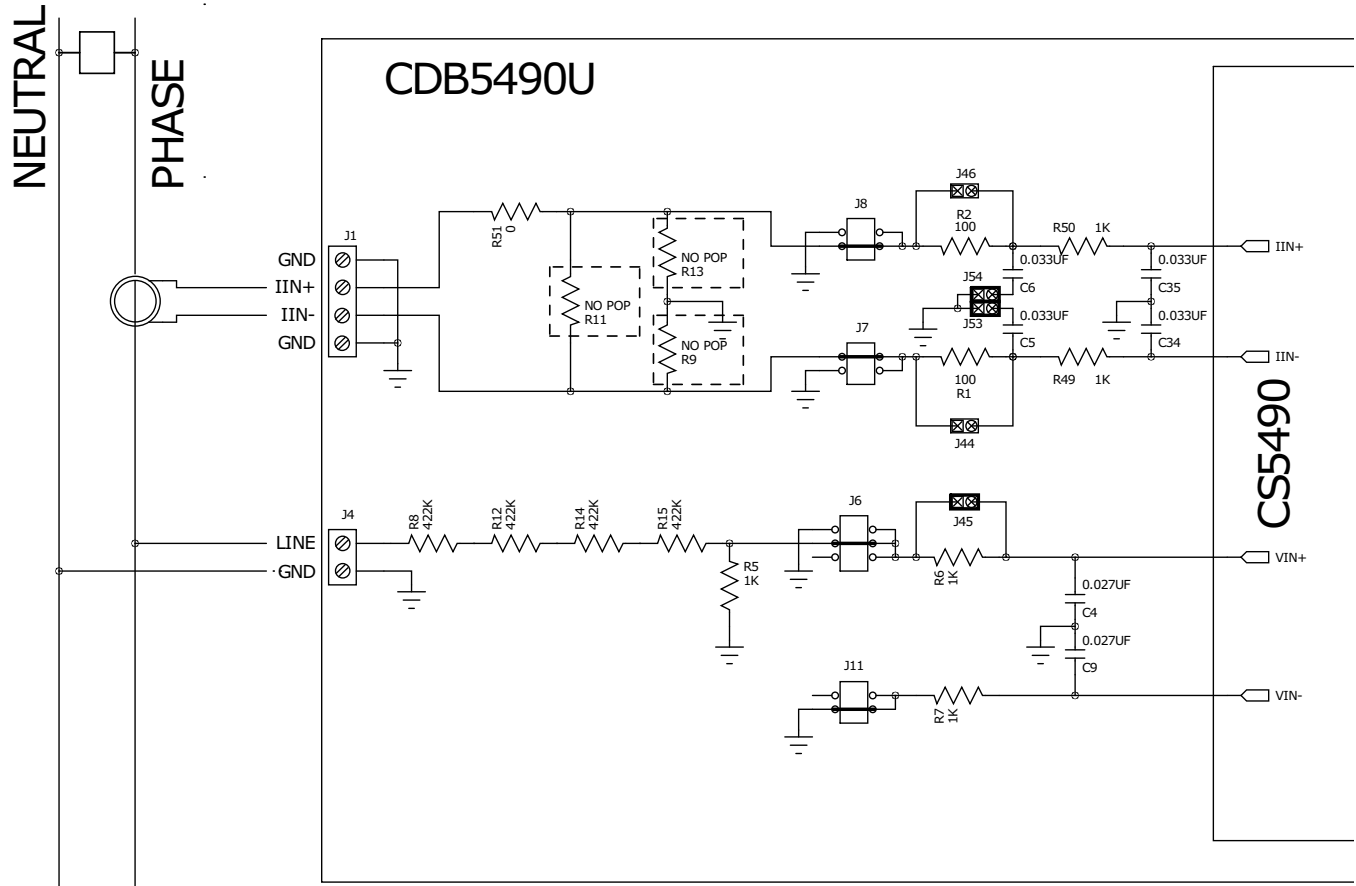 NEUTRAL
PHASE
CDB5490U
J1
GND
IIN+
IIN-
GND
R51
0
NO POP
R11
NO POP
R13
NO POP
R9
J8
J46
R2
100
R50 1K
IIN+
0.033UF
C6
0.033UF
C35
J54
J53
0.033UF
C5
0.033UF
C34
J7
100
R1
R49 1K
IIN-
J44
CS5490
J4
LINE
GND
R8
422K
R12
422K
R14
422K
R15
422K
R5
1K
J6
J45
R6
1K
VIN+
0.027UF
C4
0.027UF
C9
J11
R7
1K
VIN-